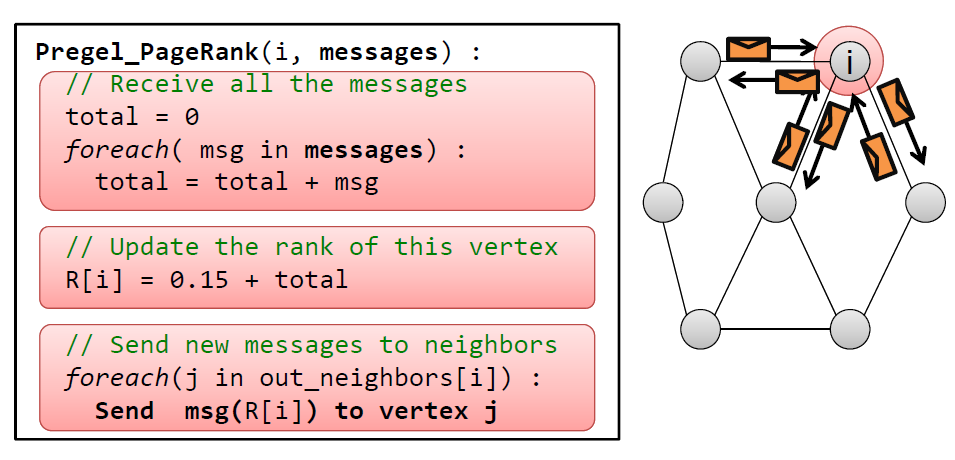 Pregel_PageRank(i, messages) :
// Receive all the messages
total = 0
foreach( msg in messages) :
total = total + msg
// Update the rank of this vertex
R[i] = 0.15 + total
// Send new messages to neighbors
foreach(j in out_neighbors[i]) :
Send msg(R[i]) to vertex j
i